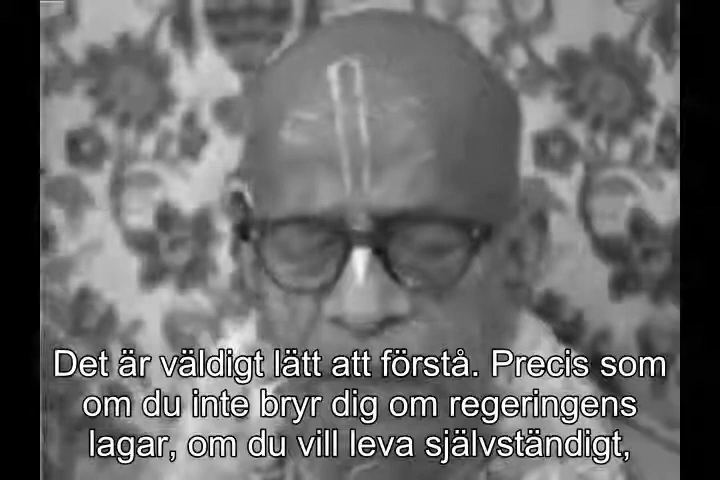 Det är väldigt lätt att förstå. Precis som
om du inte bryr dig om regeringens
lagar, om du vill leva självständigt,